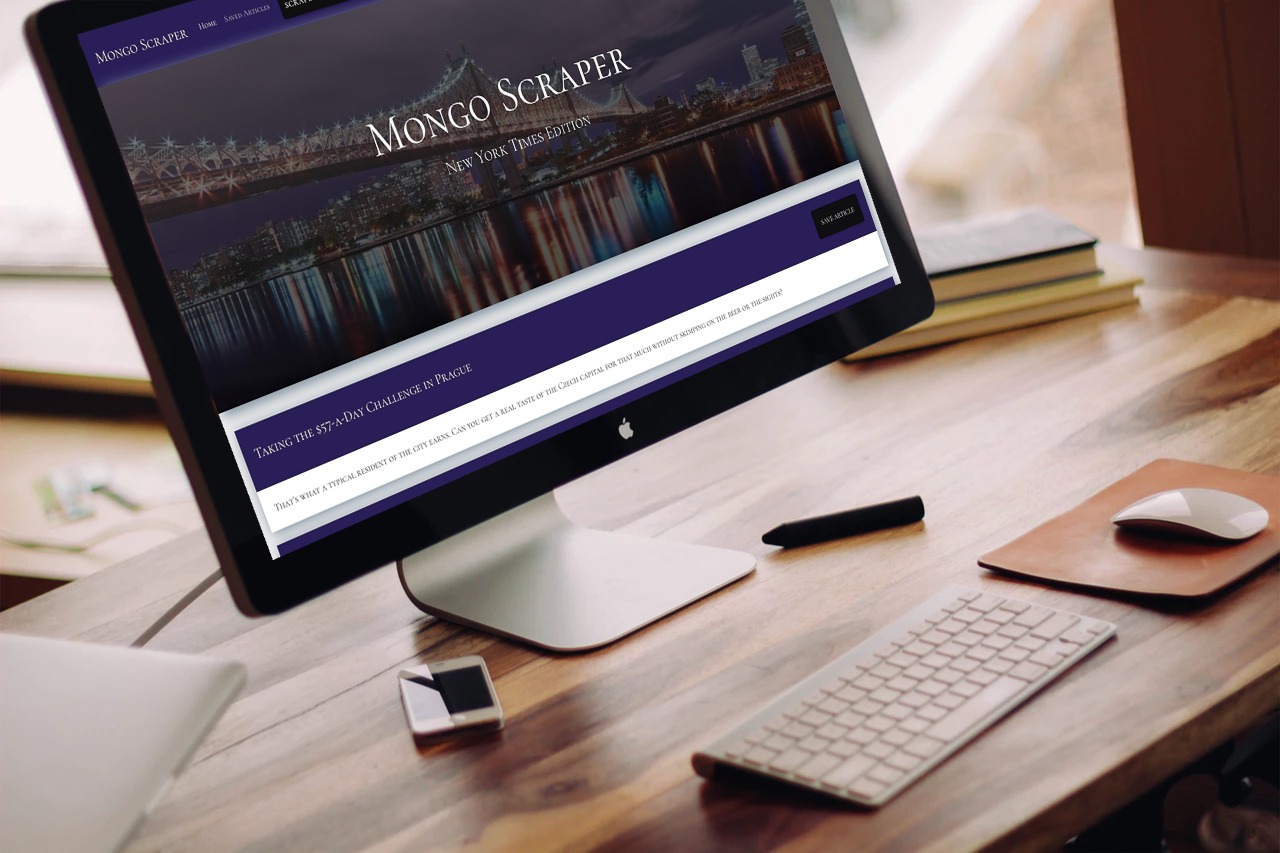 Mongo Scraper Home Saved Articles
Mongo Scraper
New York Times Edition
Save Article
Taking the $57-a-Day Challenge in Prague
That's what a typical resident of the city earns. Can you get a real taste of the Czech capital for that much without skimping on the beer or the sights?